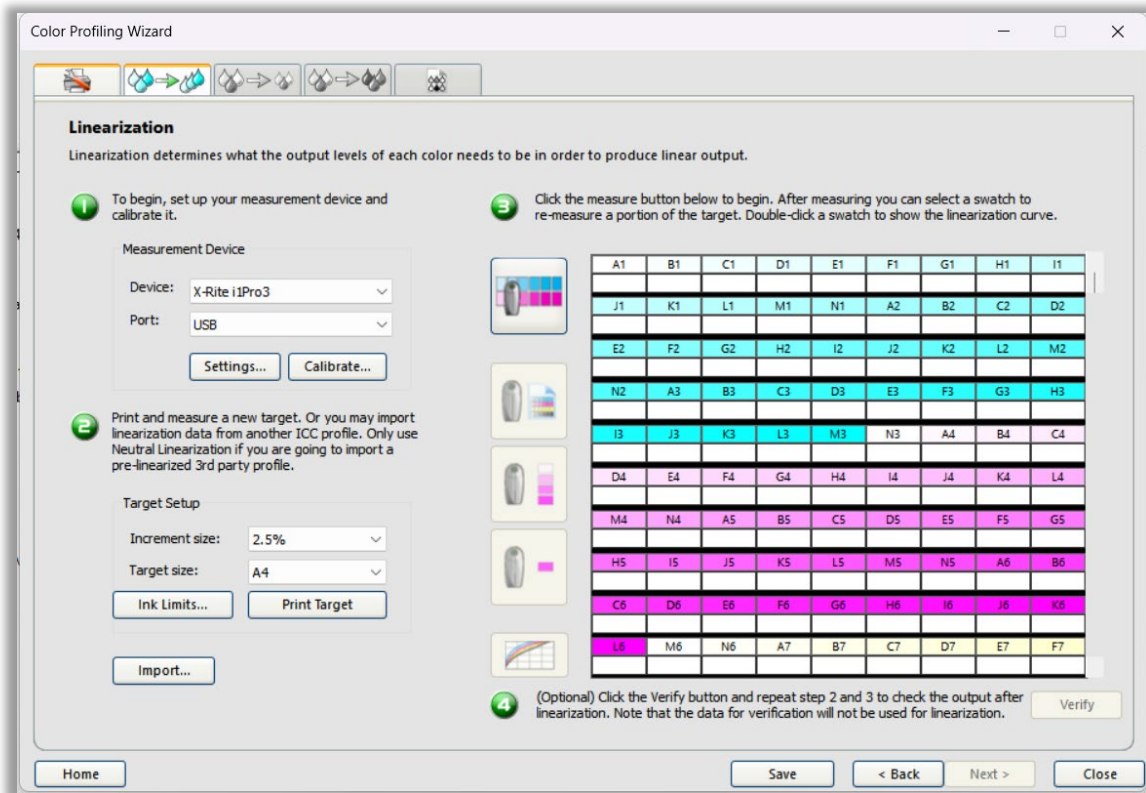 Color Profiling Wizard
Linearization
Linearization determines what the output levels of each color needs to be in order to produce linear output.
1
To begin, set up your measurement device and
calibrate it.
Measurement Device
Device: X-Rite i1Pro3
Port: USB
Settings... Calibrate...
2
Print and measure a new target. Or you may import
linearization data from another ICC profile. Only use
Neutral Linearization if you are going to import a
pre-linearized 3rd party profile.
Target Setup
Increment size: 2.5%
Target size: A4
Ink Limits... Print Target
Import...
3
Click the measure button below to begin. After measuring you can select a swatch to
re-measure a portion of the target. Double-click a swatch to show the linearization curve.
A1 B1 C1 D1 E1 F1 G1 H1 I1
J1 K1 L1 M1 N1 A2 B2 C2 D2
E2 F2 G2 H2 I2 J2 K2 L2 M2
N2 A3 B3 C3 D3 E3 F3 G3 H3
I3 J3 K3 L3 M3 N3 A4 B4 C4
D4 E4 F4 G4 H4 I4 J4 K4 L4
M4 N4 A5 B5 C5 D5 E5 F5 G5
H5 I5 J5 K5 L5 M5 N5 A6 B6
C6 D6 E6 F6 G6 H6 I6 J6 K6
L6 M6 N6 A7 B7 C7 D7 E7 F7
4
(Optional) Click the Verify button and repeat step 2 and 3 to check the output after
linearization. Note that the data for verification will not be used for linearization.
Verify
Home Save < Back Next > Close